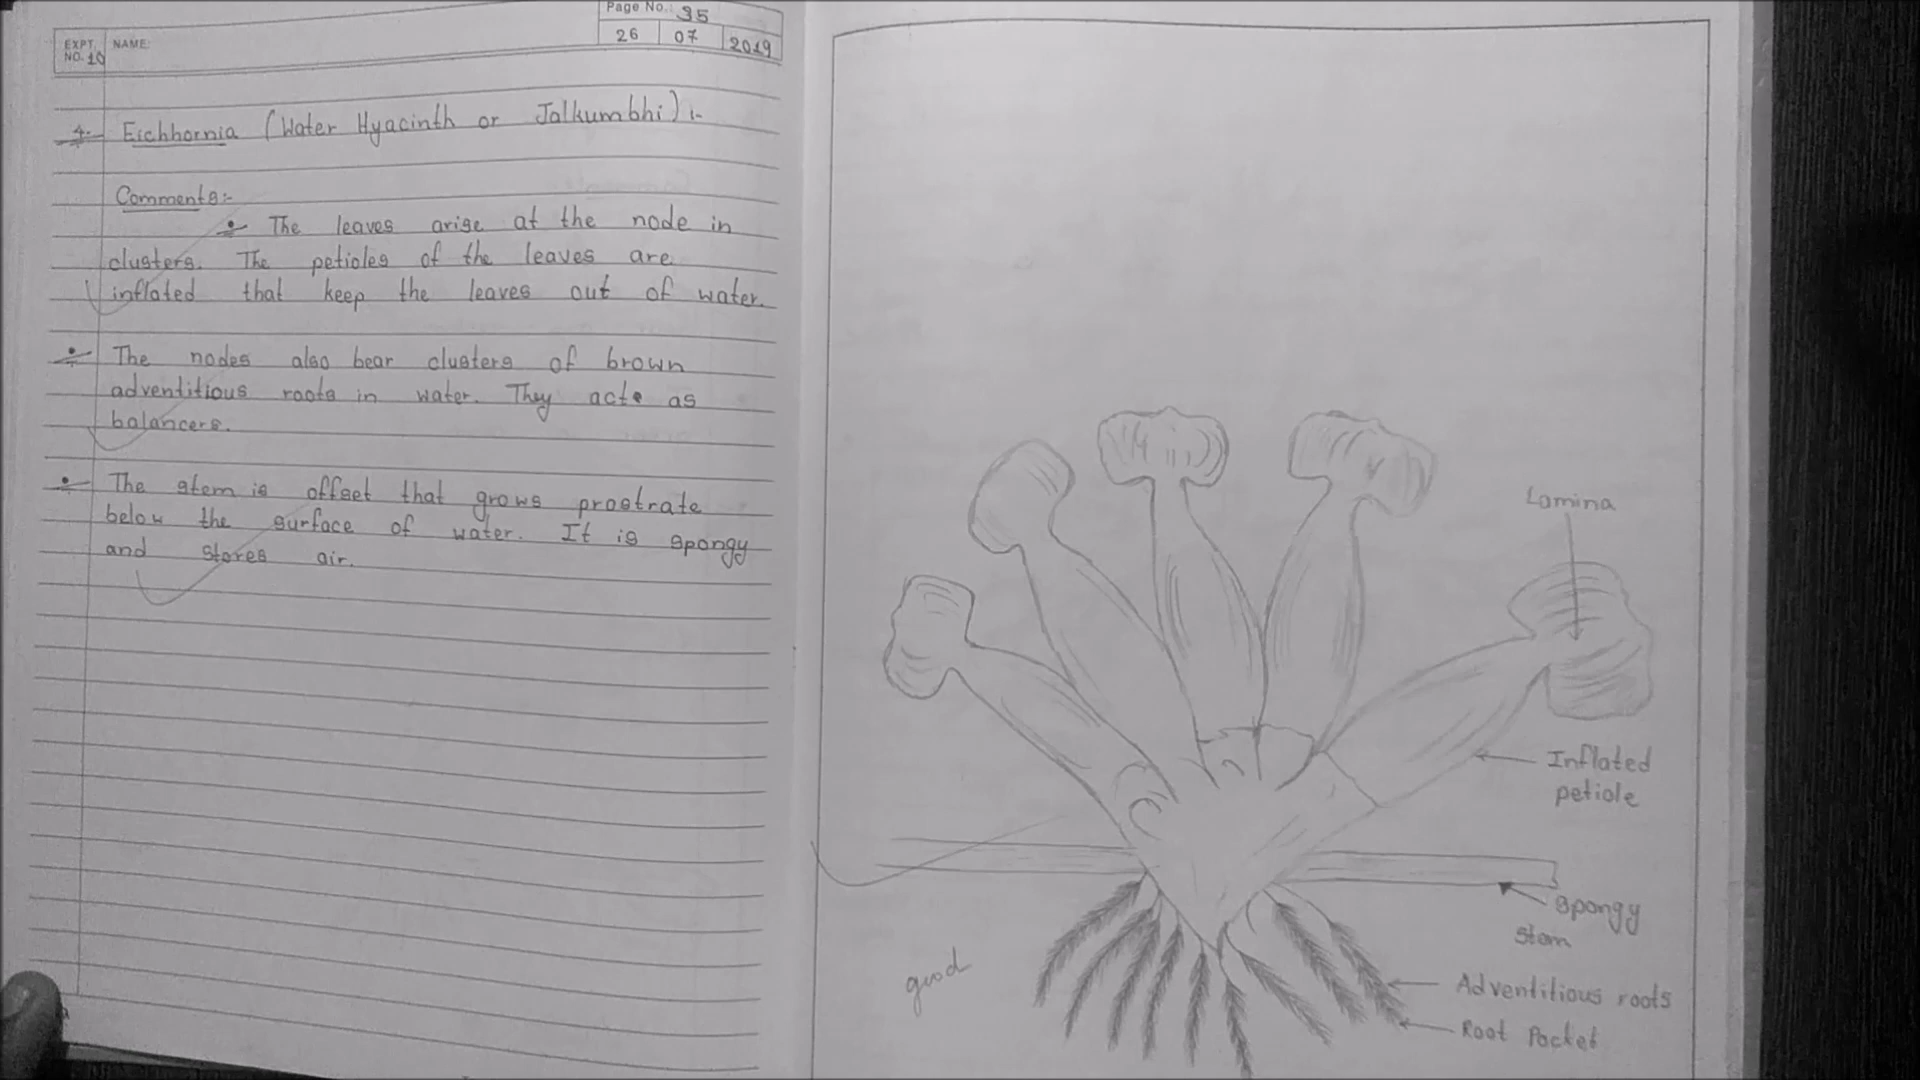 Page No.: 35
EXPT. NO. 10 NAME: 26 07 2019
4. Eichhornia (Water Hyacinth or Jalkumbhi) :-
Comments:-
• The leaves arise at the node in
clusters. The petioles of the leaves are
inflated that keep the leaves out of water.
• The nodes also bear clusters of brown
adventitious roots in water. They act as
balancers.
• The stem is offset that grows prostrate
below the surface of water. It is spongy
and stores air.
Lamina
Inflated
petiole
Spongy
stem
good
Adventitious roots
Root Pocket